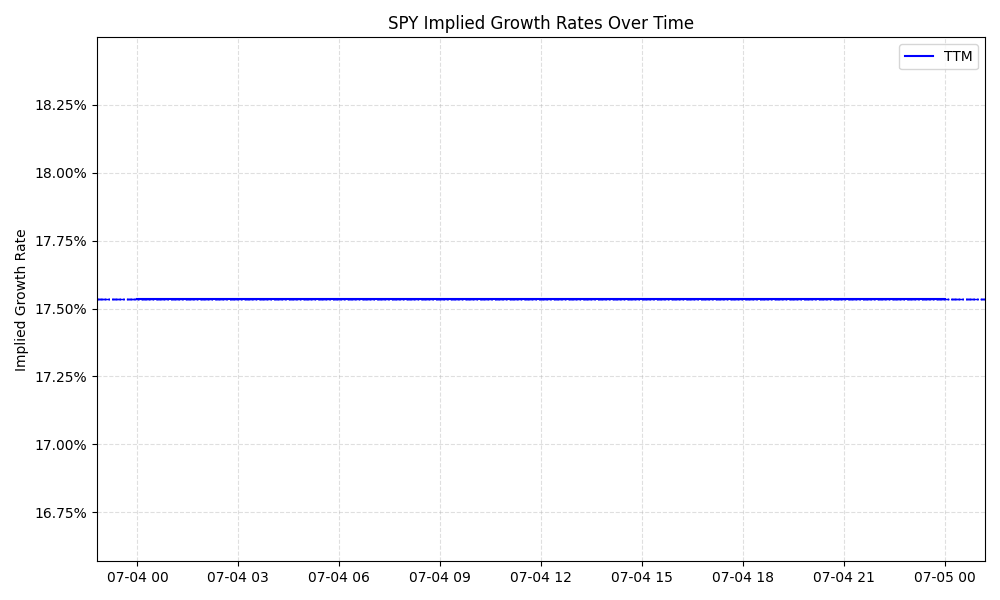 SPY Implied Growth Rates Over Time
TTM
Implied Growth Rate
18.25%
18.00%
17.75%
17.50%
17.25%
17.00%
16.75%
07-04 00 07-04 03 07-04 06 07-04 09 07-04 12 07-04 15 07-04 18 07-04 21 07-05 00